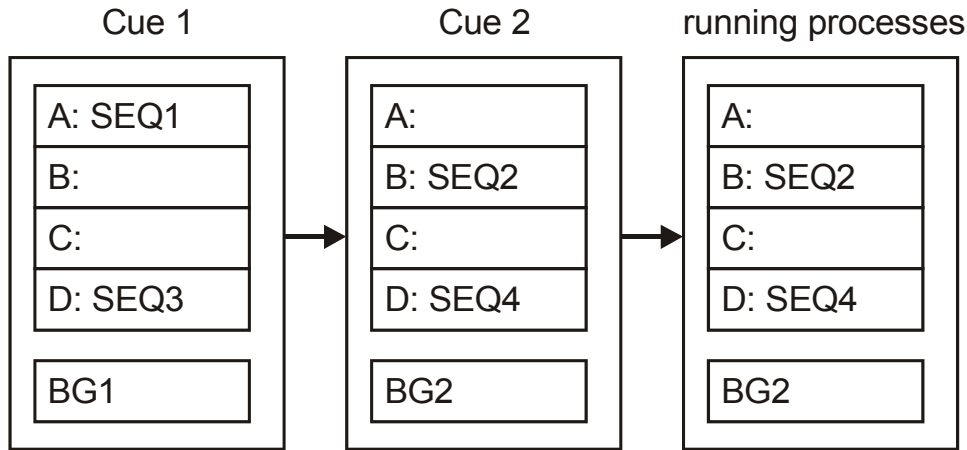 Cue 1
A: SEQ1
B:
C:
D: SEQ3
BG1
Cue 2
A:
B: SEQ2
C:
D: SEQ4
BG2
running processes
A:
B: SEQ2
C:
D: SEQ4
BG2